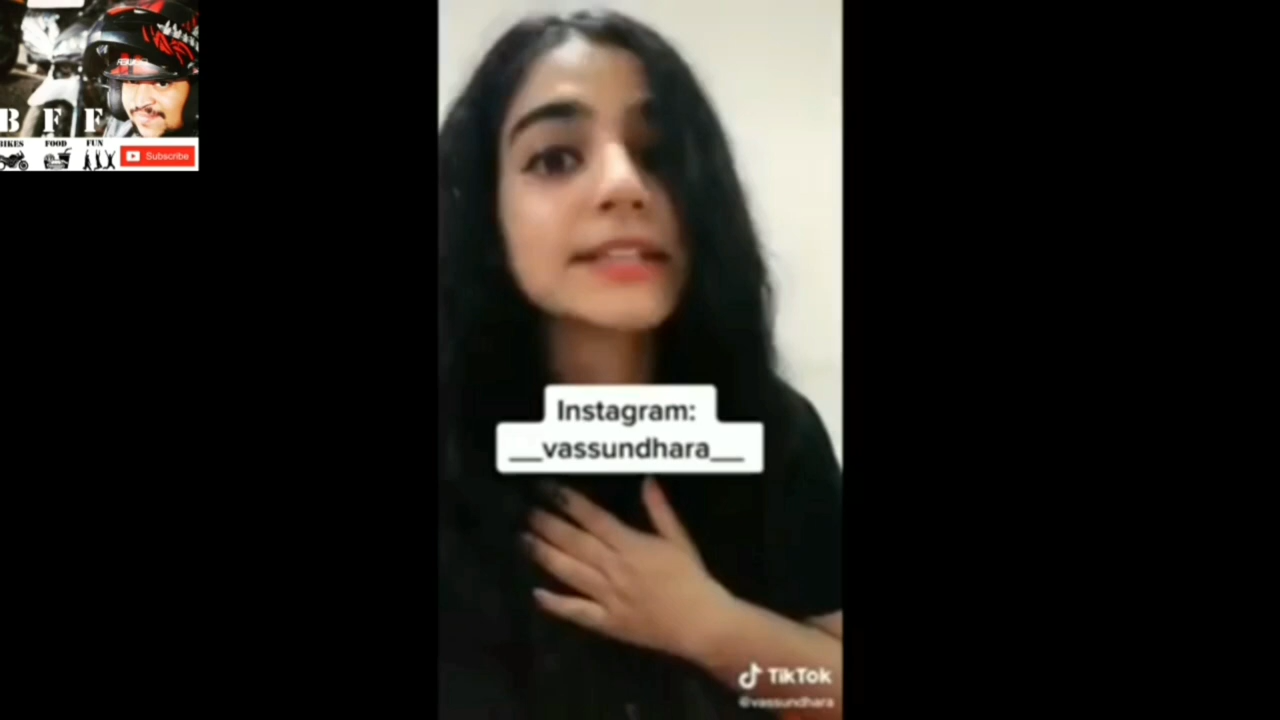 B F F
BIKES FOOD FUN
Subscribe
Instagram:
__vassundhara__
TikTok
@vassundhara